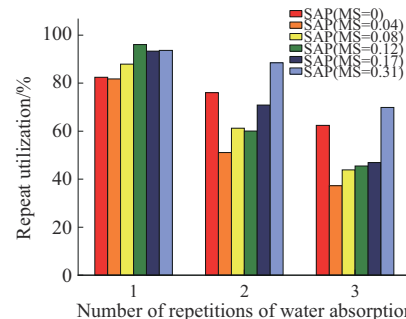 100
80
60
40
20
0
Repeat utilization/%
SAP(MS=0)
SAP(MS=0.04)
SAP(MS=0.08)
SAP(MS=0.12)
SAP(MS=0.17)
SAP(MS=0.31)
1 2 3
Number of repetitions of water absorption